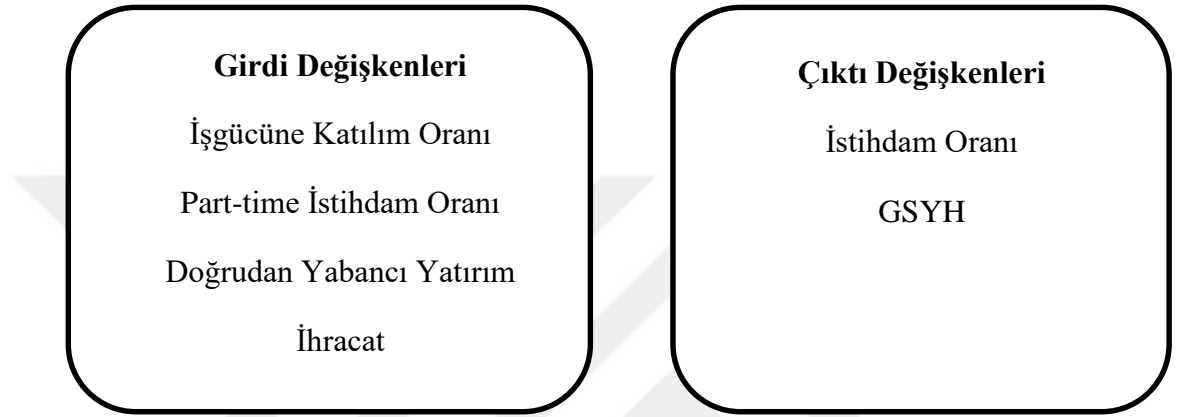 Girdi Değişkenleri
İşgücüne Katılım Oranı
Part-time İstihdam Oranı
Doğrudan Yabancı Yatırım
İhracat
Çıktı Değişkenleri
İstihdam Oranı
GSYH